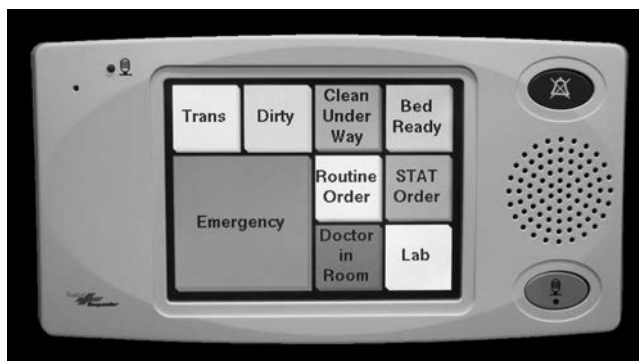 Trans
Dirty
Clean
Under
Way
Bed
Ready
Emergency
Routine
Order
STAT
Order
Doctor
in
Room
Lab